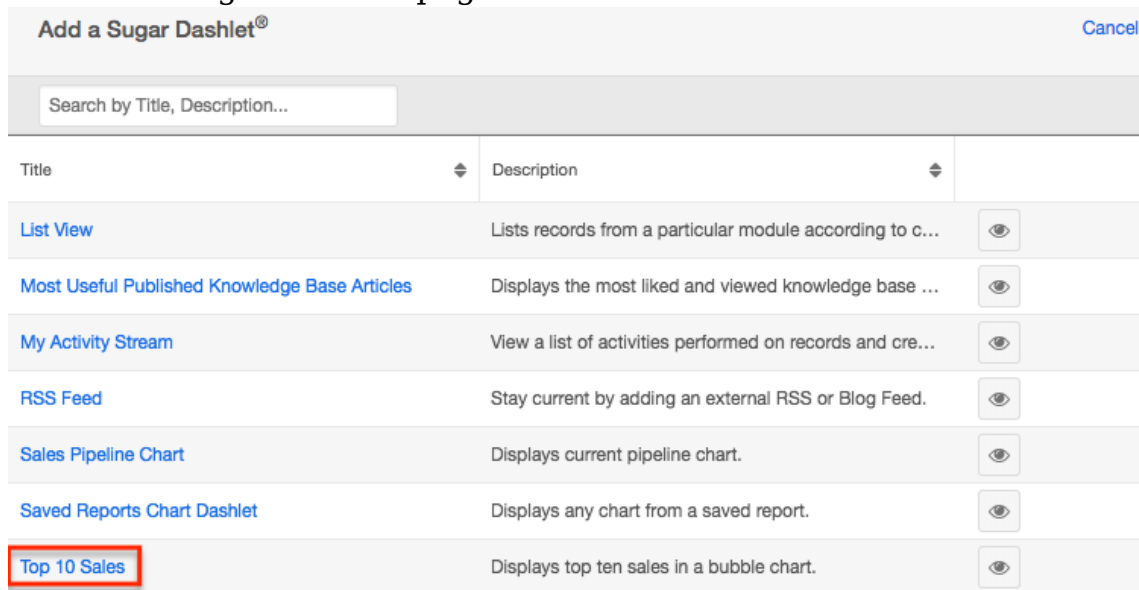 Add a Sugar Dashlet®
Cancel
Search by Title, Description...
Title
Description
List View
Lists records from a particular module according to c...
Most Useful Published Knowledge Base Articles
Displays the most liked and viewed knowledge base ...
My Activity Stream
View a list of activities performed on records and cre...
RSS Feed
Stay current by adding an external RSS or Blog Feed.
Sales Pipeline Chart
Displays current pipeline chart.
Saved Reports Chart Dashlet
Displays any chart from a saved report.
Top 10 Sales
Displays top ten sales in a bubble chart.